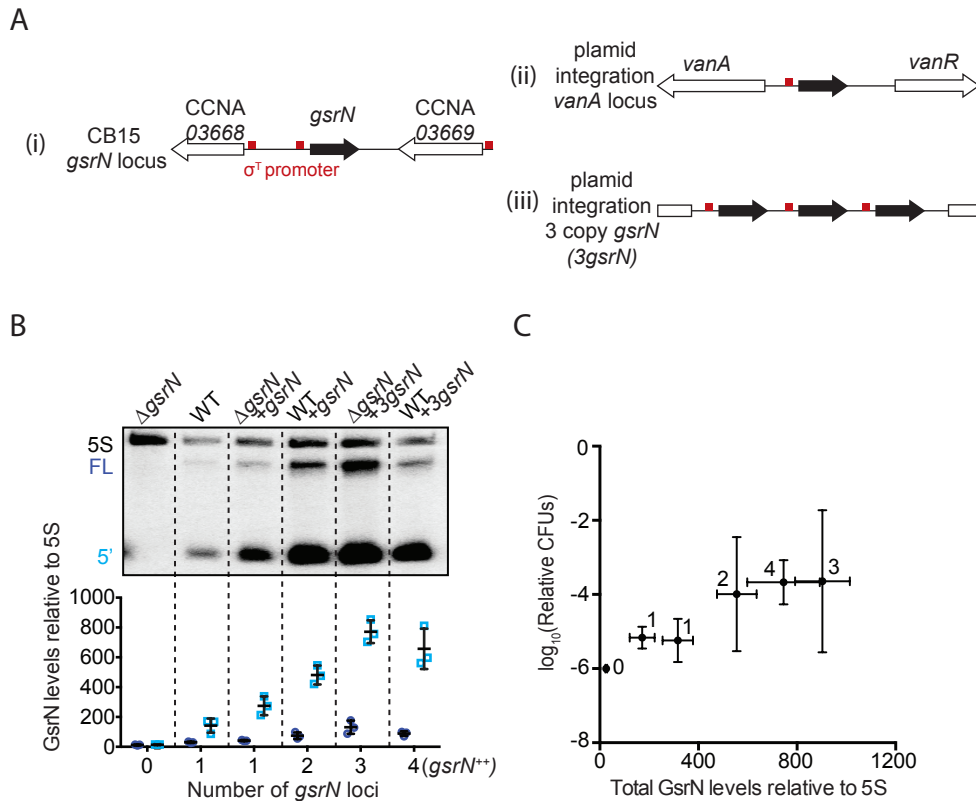 A
(i)
CB15
gsrN locus
CCNA
03668
gsrN
CCNA
03669
σᵀ promoter
(ii)
plamid
integration
vanA locus
vanA
vanR
(iii)
plamid
integration
3 copy gsrN
(3gsrN)
B
ΔgsrN
WT
ΔgsrN
+gsrN
WT
+gsrN
ΔgsrN
+3gsrN
WT
+3gsrN
5S
FL
5'
GsrN levels relative to 5S
1000
800
600
400
200
0
0 1 1 2 3 4 (gsrN⁺⁺)
Number of gsrN loci
C
log₁₀(Relative CFUs)
0
-2
-4
-6
-8
0
1
1
2
4
3
0 400 800 1200
Total GsrN levels relative to 5S